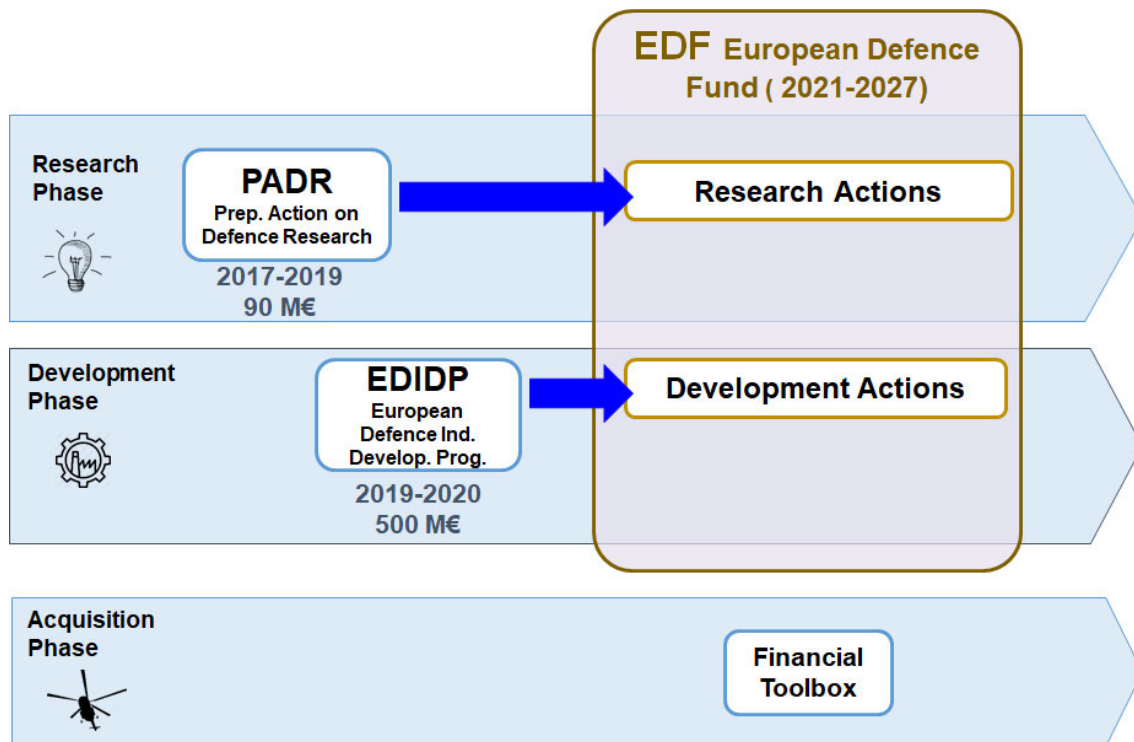 EDF European Defence
Fund ( 2021-2027)
Research
Phase
PADR
Prep. Action on
Defence Research
2017-2019
90 M€
Research Actions
Development
Phase
EDIDP
European
Defence Ind.
Develop. Prog.
2019-2020
500 M€
Development Actions
Acquisition
Phase
Financial
Toolbox